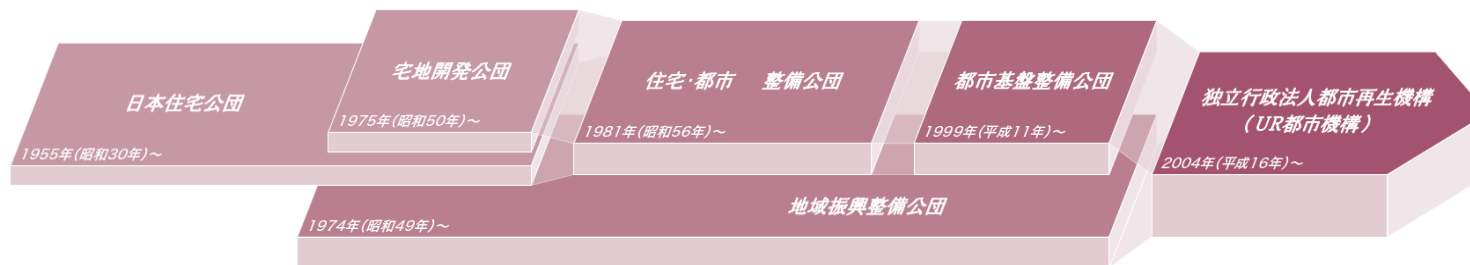 日本住宅公団
1955年（昭和30年）～
宅地開発公団
1975年（昭和50年）～
住宅・都市　整備公団
1981年（昭和56年）～
都市基盤整備公団
1999年（平成11年）～
地域振興整備公団
1974年（昭和49年）～
独立行政法人都市再生機構
（UR都市機構）
2004年（平成16年）～